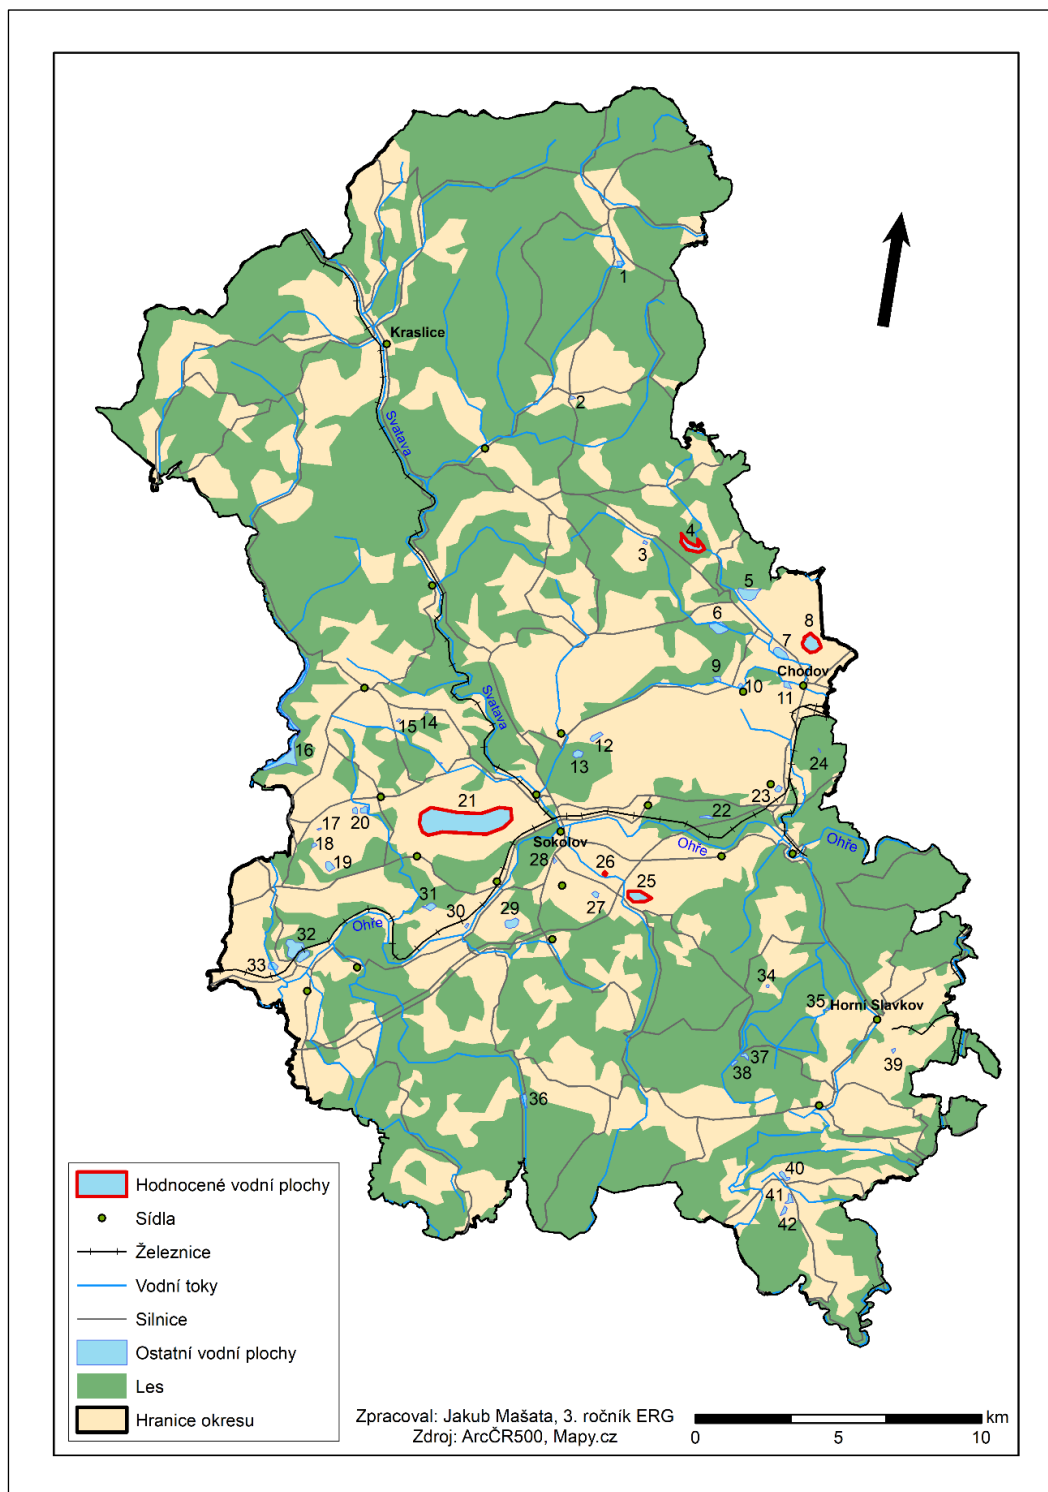 1
Kraslice
2
Svatava
4
3
5
6
8
7
9
Chodov
10
11
Svatava
15
14
12
16
13
24
21
23
17
20
22
18
Sokolov
Ohře
Ohře
19
28
26
25
31
27
30
29
Ohře
32
33
34
35
Horní Slavkov
37
38
39
36
40
41
42
Hodnocené vodní plochy
Sídla
Železnice
Vodní toky
Silnice
Ostatní vodní plochy
Les
Hranice okresu
Zpracoval: Jakub Mašata, 3. ročník ERG
Zdroj: ArcČR500, Mapy.cz
km
0
5
10